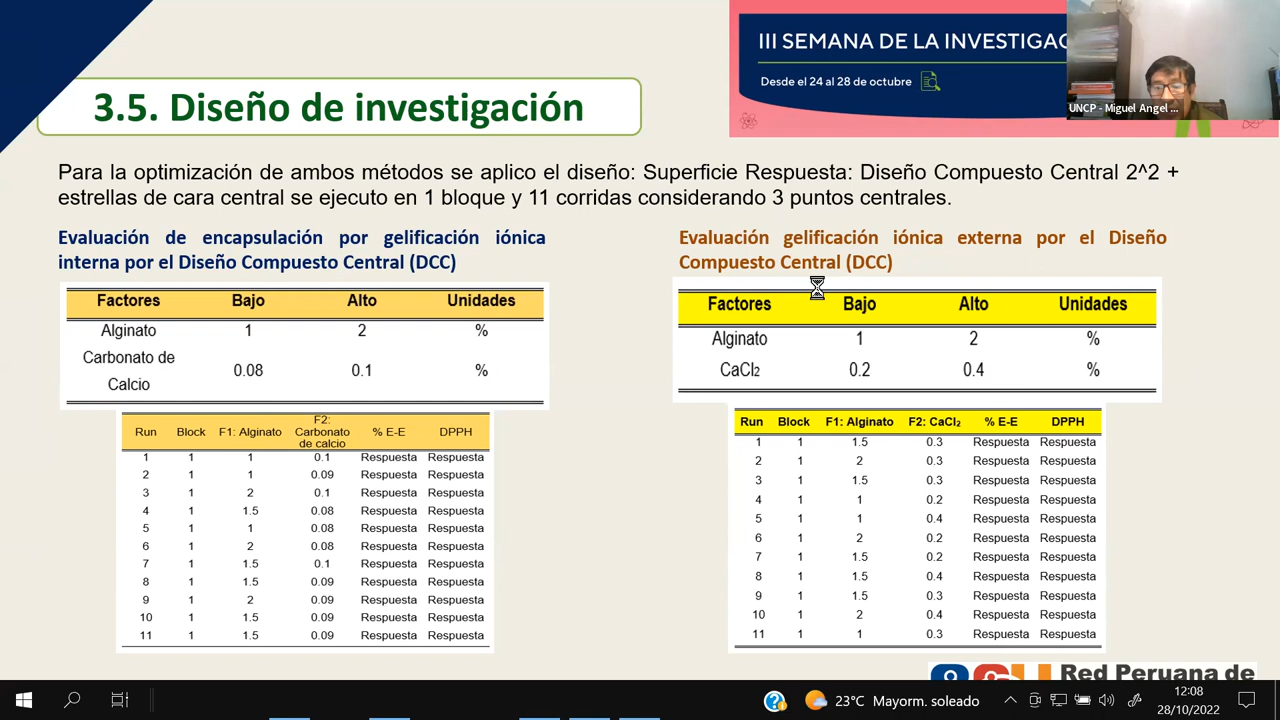 III SEMANA DE LA INVESTIGAC
Desde el 24 al 28 de octubre
UNCP - Miguel Angel ...
3.5. Diseño de investigación
Para la optimización de ambos métodos se aplico el diseño: Superficie Respuesta: Diseño Compuesto Central 2^2 +
estrellas de cara central se ejecuto en 1 bloque y 11 corridas considerando 3 puntos centrales.
Evaluación de encapsulación por gelificación iónica
interna por el Diseño Compuesto Central (DCC)
Factores Bajo Alto Unidades
Alginato 1 2 %
Carbonato de
Calcio 0.08 0.1 %
Run Block F1: Alginato F2: Carbonato de calcio % E-E DPPH
1 1 1 0.1 Respuesta Respuesta
2 1 1 0.09 Respuesta Respuesta
3 1 2 0.1 Respuesta Respuesta
4 1 1.5 0.08 Respuesta Respuesta
5 1 1 0.08 Respuesta Respuesta
6 1 2 0.08 Respuesta Respuesta
7 1 1.5 0.1 Respuesta Respuesta
8 1 1.5 0.09 Respuesta Respuesta
9 1 2 0.09 Respuesta Respuesta
10 1 1.5 0.09 Respuesta Respuesta
11 1 1.5 0.09 Respuesta Respuesta
Evaluación gelificación iónica externa por el Diseño
Compuesto Central (DCC)
Factores Bajo Alto Unidades
Alginato 1 2 %
CaCl₂ 0.2 0.4 %
Run Block F1: Alginato F2: CaCl₂ % E-E DPPH
1 1 1.5 0.3 Respuesta Respuesta
2 1 2 0.3 Respuesta Respuesta
3 1 1.5 0.3 Respuesta Respuesta
4 1 1 0.2 Respuesta Respuesta
5 1 1 0.4 Respuesta Respuesta
6 1 2 0.2 Respuesta Respuesta
7 1 1.5 0.2 Respuesta Respuesta
8 1 1.5 0.4 Respuesta Respuesta
9 1 1.5 0.3 Respuesta Respuesta
10 1 2 0.4 Respuesta Respuesta
11 1 1 0.3 Respuesta Respuesta
Red Peruana de
23°C Mayorm. soleado
12:08
28/10/2022